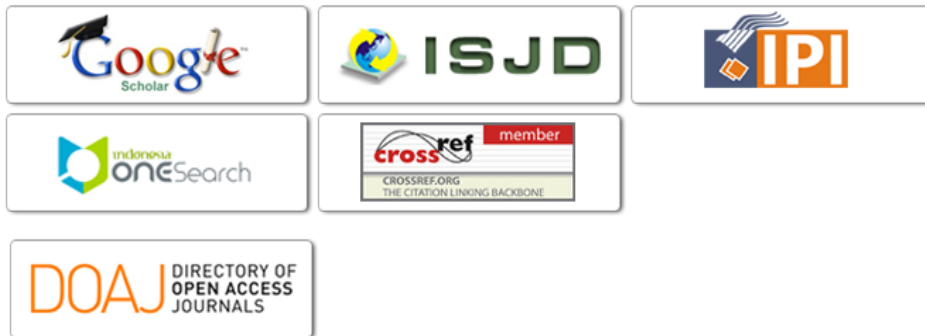 Google
Scholar
ISJD
IPI
indonesia
oneSearch
crossref
member
CROSSREF.ORG
THE CITATION LINKING BACKBONE
DOAJ
DIRECTORY OF
OPEN ACCESS
JOURNALS